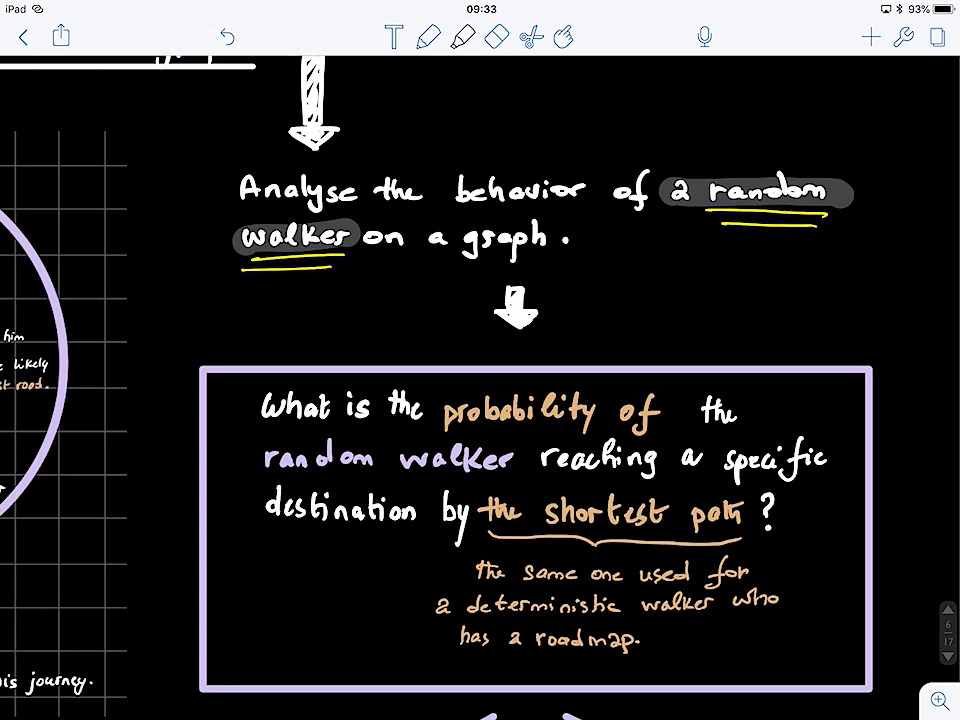 iPad
09:33
93%
Analyse the behavior of a random
walker on a graph.
him
likely
st road.
What is the probability of the
random walker reaching a specific
destination by the shortest path?
the same one used for
a deterministic walker who
has a roadmap.
6
17
his journey.